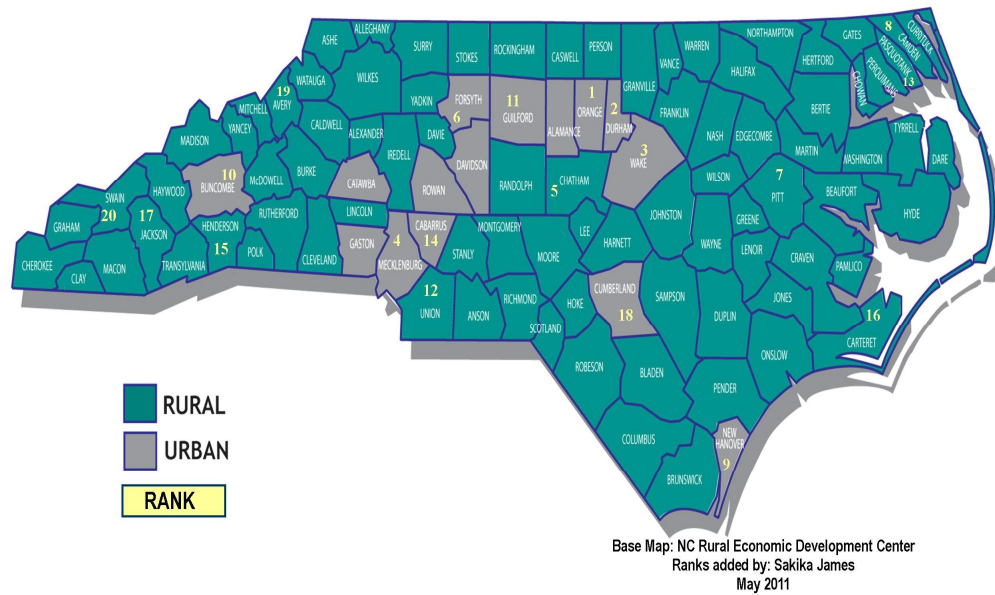 ALLEGHANY
ASHE
SURRY
STOKES
ROCKINGHAM
CASWELL
PERSON
GRANVILLE
VANCE
WARREN
NORTHAMPTON
GATES
8
CURRITUCK
CAMDEN
PASQUOTANK
PERQUIMANS
13
CHOWAN
HERTFORD
HALIFAX
WATAUGA
WILKES
YADKIN
FORSYTH
6
11
GUILFORD
ALAMANCE
1
ORANGE
2
DURHAM
FRANKLIN
BERTIE
19
AVERY
MITCHELL
YANCEY
CALDWELL
ALEXANDER
IREDELL
DAVIE
DAVIDSON
3
WAKE
NASH
EDGECOMBE
MARTIN
WASHINGTON
TYRRELL
DARE
MADISON
10
BUNCOMBE
McDOWELL
BURKE
CATAWBA
ROWAN
RANDOLPH
5
CHATHAM
WILSON
7
PITT
BEAUFORT
HYDE
SWAIN
20
HAYWOOD
17
JACKSON
HENDERSON
15
RUTHERFORD
POLK
CLEVELAND
LINCOLN
GASTON
4
MECKLENBURG
CABARRUS
14
STANLY
MONTGOMERY
MOORE
LEE
HARNETT
JOHNSTON
WAYNE
GREENE
LENOIR
CRAVEN
PAMLICO
GRAHAM
CHEROKEE
CLAY
MACON
TRANSYLVANIA
12
UNION
ANSON
RICHMOND
SCOTLAND
HOKE
CUMBERLAND
18
SAMPSON
DUPLIN
JONES
16
CARTERET
ONSLOW
ROBESON
BLADEN
PENDER
COLUMBUS
NEW
HANOVER
9
BRUNSWICK
RURAL
URBAN
RANK
Base Map: NC Rural Economic Development Center
Ranks added by: Sakika James
May 2011